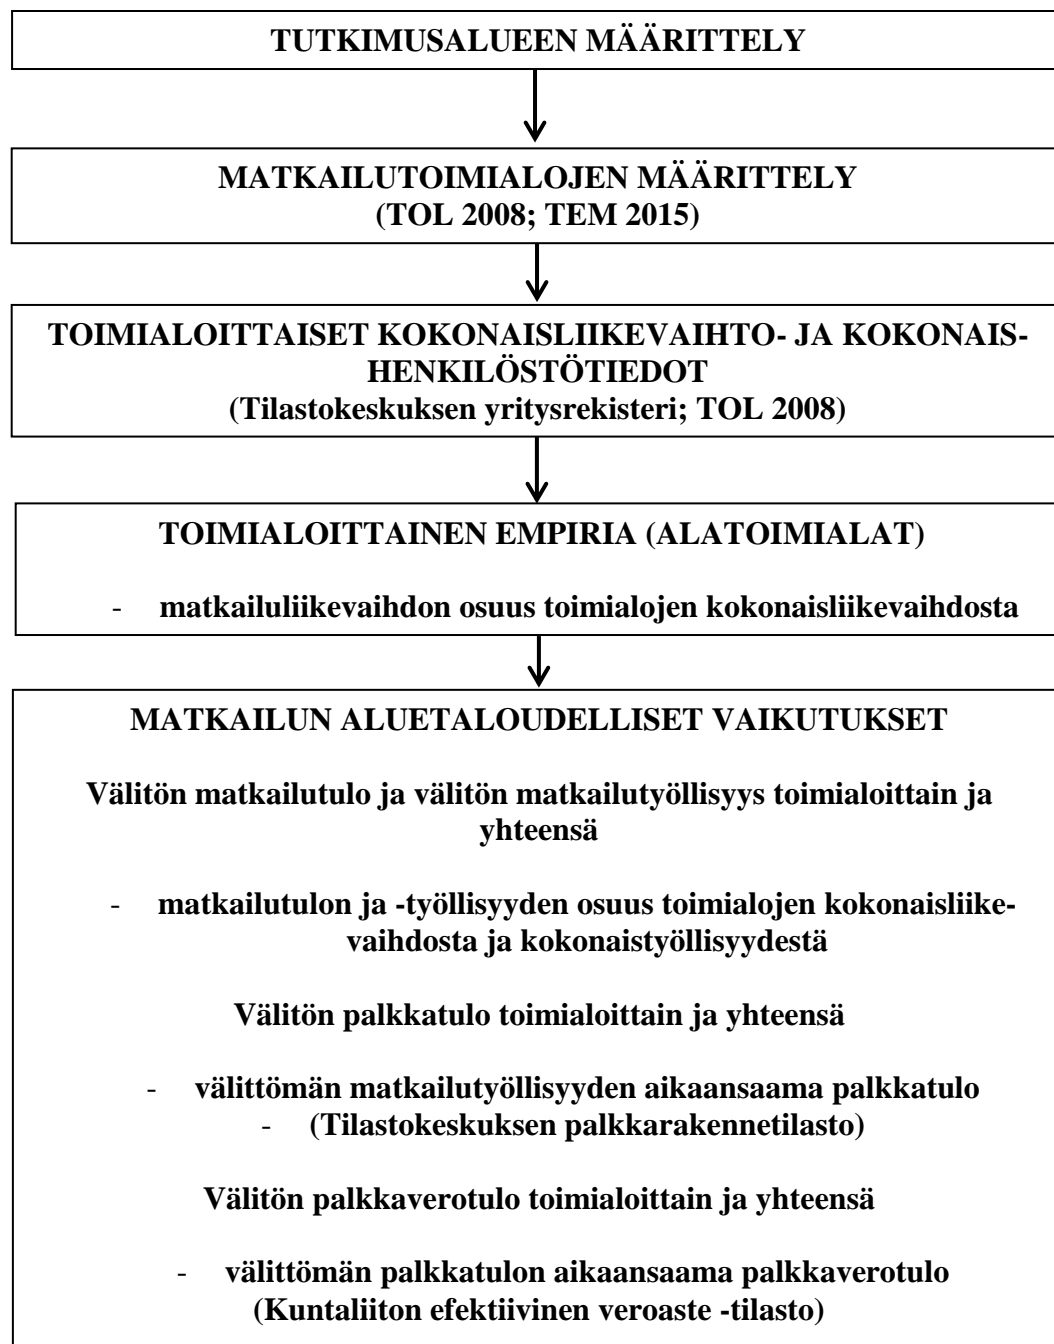 TUTKIMUSALUEEN MÄÄRITTELY
MATKAILUTOIMIALOJEN MÄÄRITTELY
(TOL 2008; TEM 2015)
TOIMIALOITTAISET KOKONAISLIIKEVAIHTO- JA KOKONAIS-
HENKILÖSTÖTIEDOT
(Tilastokeskuksen yritysrekisteri; TOL 2008)
TOIMIALOITTAINEN EMPIRIA (ALATOIMIALAT)
- matkailuliikevaihdon osuus toimialojen kokonaisliikevaihdosta
MATKAILUN ALUETALOUDELLISET VAIKUTUKSET
Välitön matkailutulo ja välitön matkailutyöllisyys toimialoittain ja
yhteensä
- matkailutulon ja -työllisyyden osuus toimialojen kokonaisliike-
vaihdosta ja kokonaistyöllisyydestä
Välitön palkkatulo toimialoittain ja yhteensä
- välittömän matkailutyöllisyyden aikaansaama palkkatulo
- (Tilastokeskuksen palkkarakennetilasto)
Välitön palkkaverotulo toimialoittain ja yhteensä
- välittömän palkkatulon aikaansaama palkkaverotulo
(Kuntaliiton efektiivinen veroaste -tilasto)